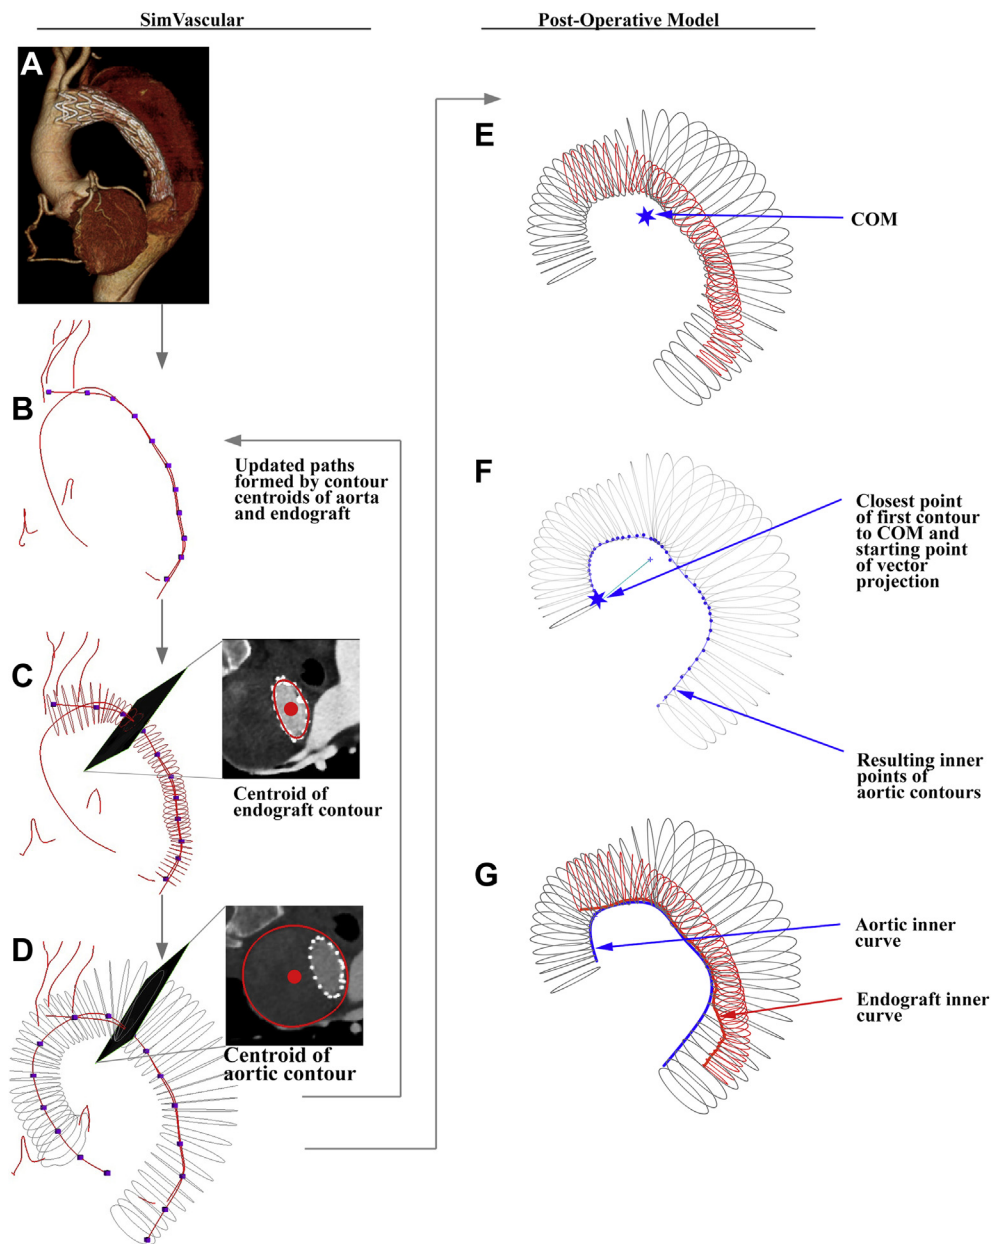 SimVascular
Post-Operative Model
A
B
Updated paths
formed by contour
centroids of aorta
and endograft
C
Centroid of
endograft contour
D
Centroid of
aortic contour
E
COM
F
Closest point
of first contour
to COM and
starting point
of vector
projection
Resulting inner
points of
aortic contours
G
Aortic inner
curve
Endograft inner
curve